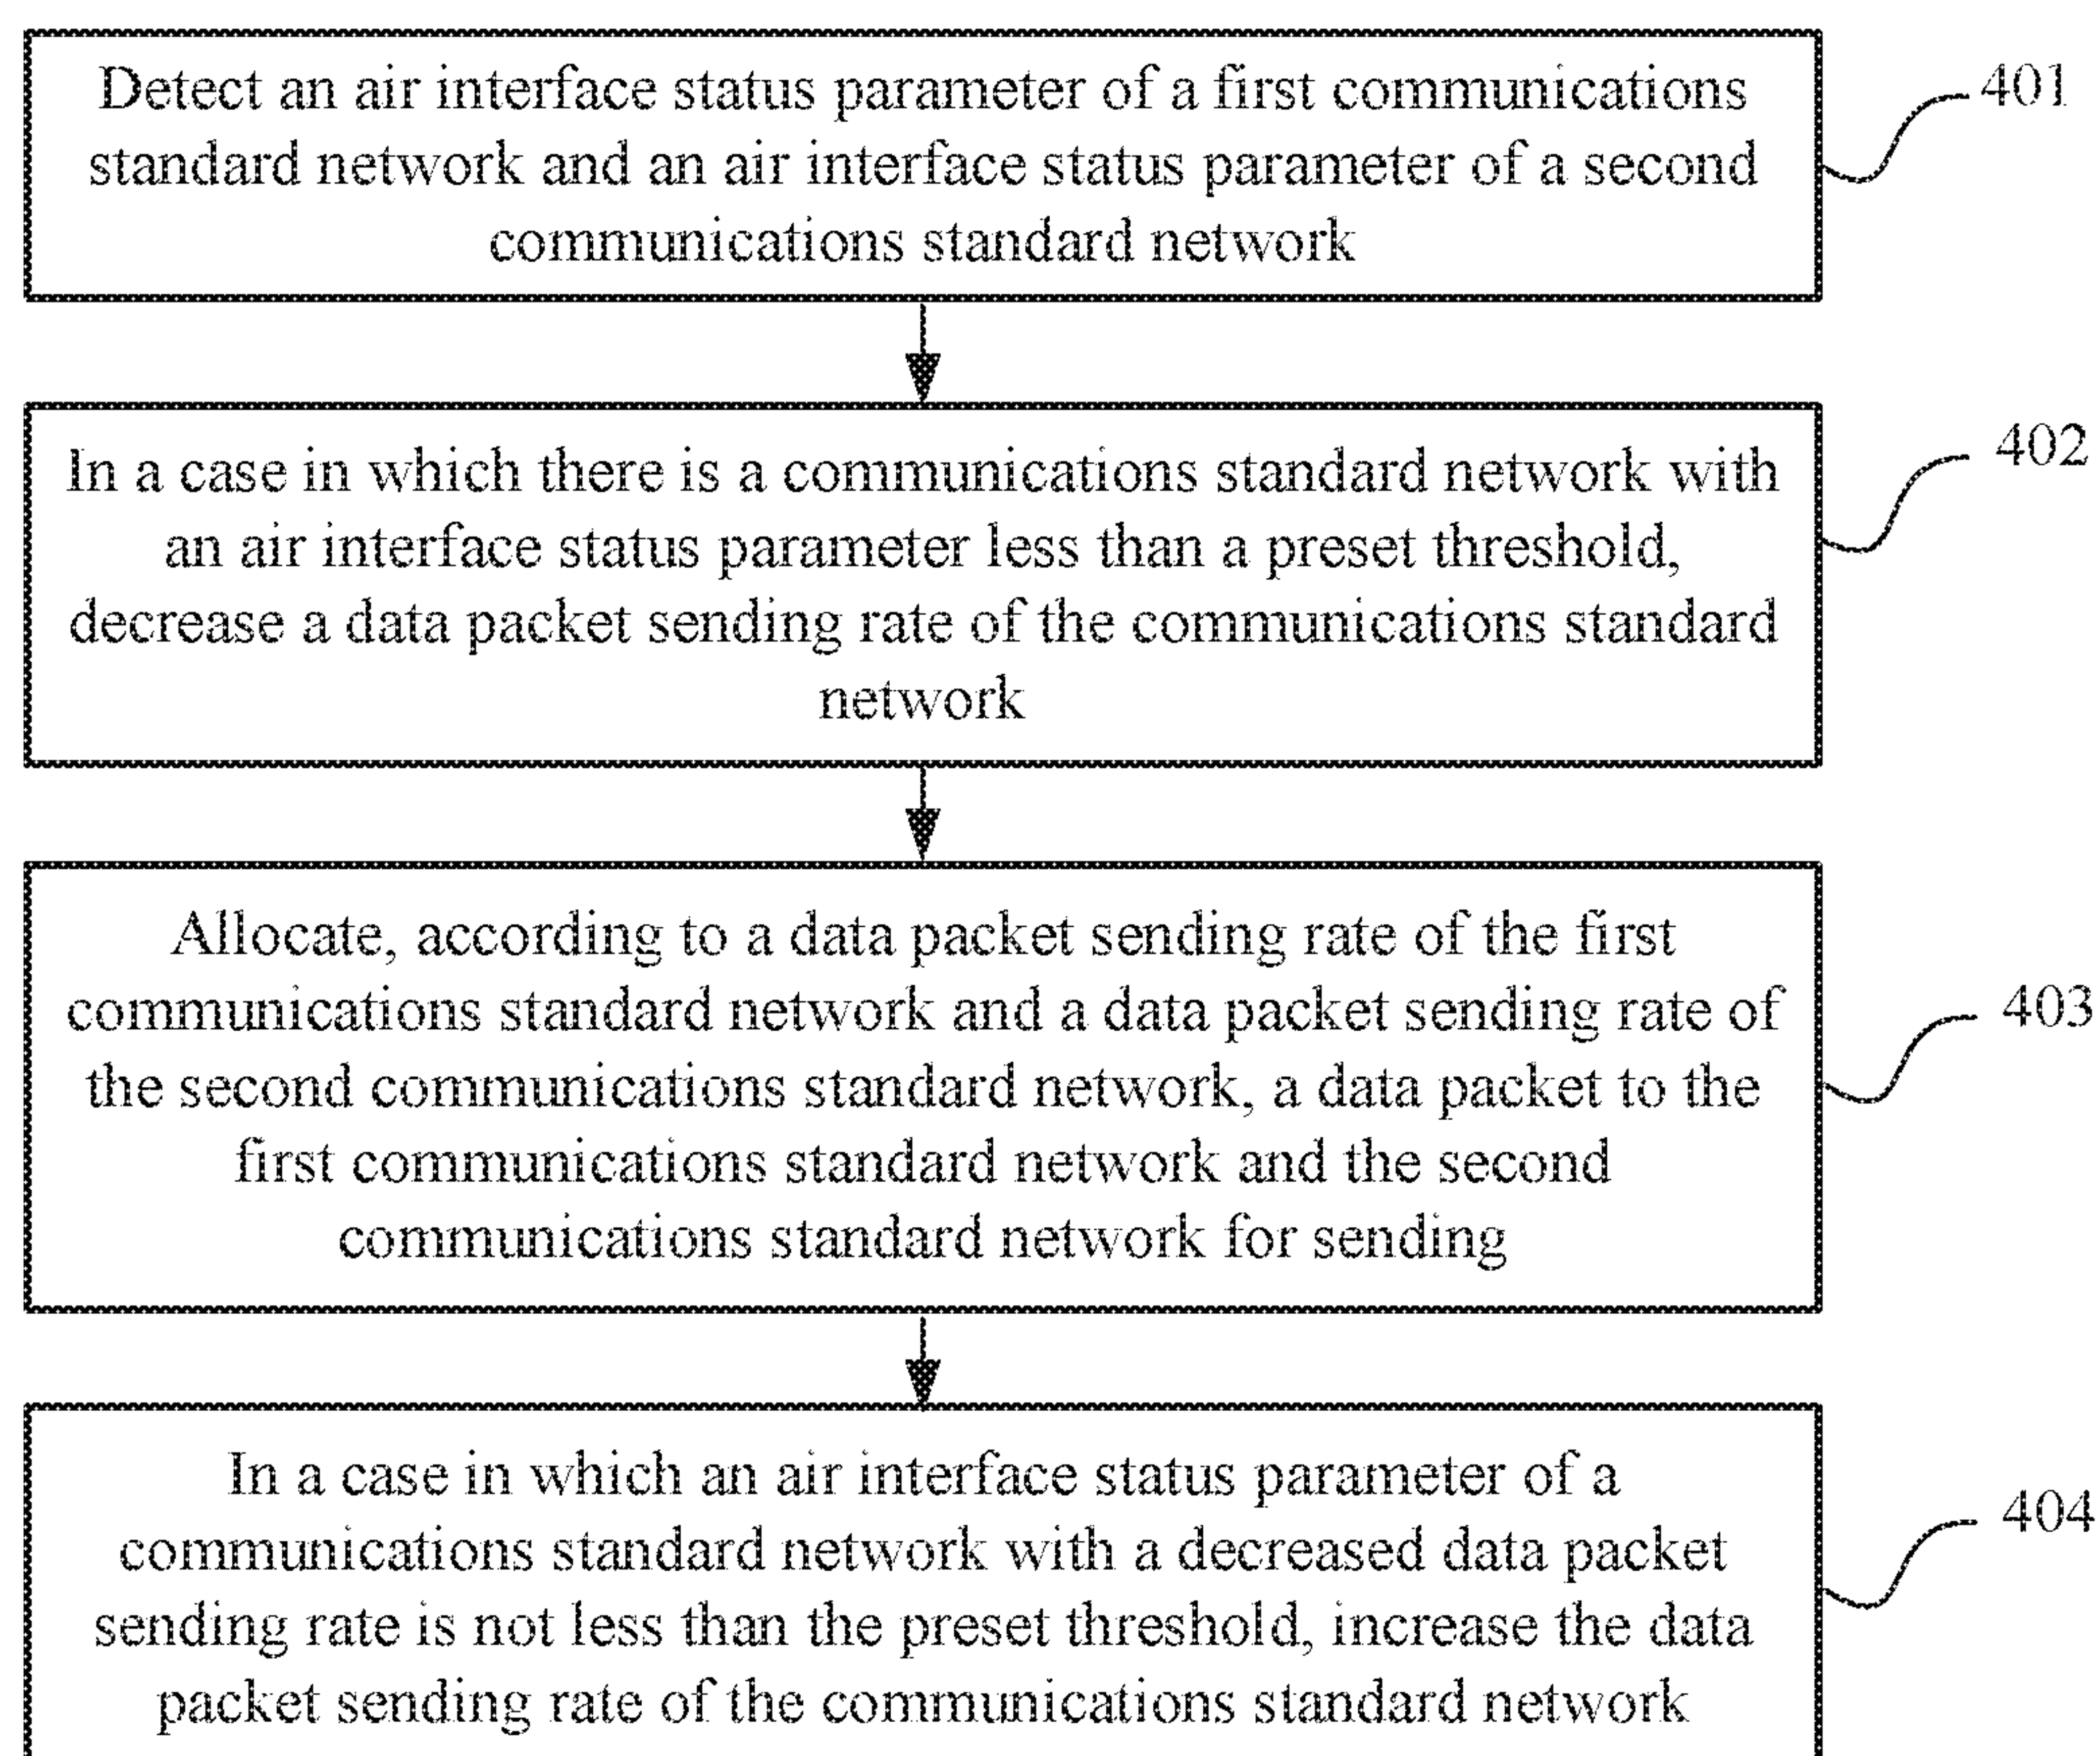 Detect an air interface status parameter of a first communications
standard network and an air interface status parameter of a second
communications standard network
401
In a case in which there is a communications standard network with
an air interface status parameter less than a preset threshold,
decrease a data packet sending rate of the communications standard
network
402
Allocate, according to a data packet sending rate of the first
communications standard network and a data packet sending rate of
the second communications standard network, a data packet to the
first communications standard network and the second
communications standard network for sending
403
In a case in which an air interface status parameter of a
communications standard network with a decreased data packet
sending rate is not less than the preset threshold, increase the data
packet sending rate of the communications standard network
404